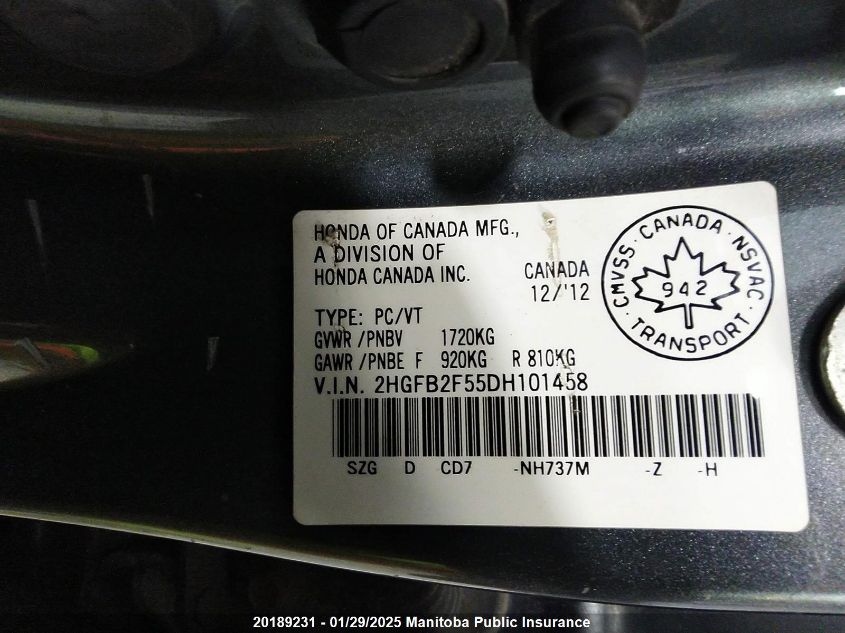 HONDA OF CANADA MFG.,
A DIVISION OF
HONDA CANADA INC.
CANADA
12/'12
CMVSS · CANADA · NSVAC ·
942
TRANSPORT
TYPE: PC/VT
GVWR /PNBV 1720KG
GAWR /PNBE F 920KG R 810KG
V.I.N. 2HGFB2F55DH101458
SZG D CD7 -NH737M -Z -H
20189231 - 01/29/2025 Manitoba Public Insurance